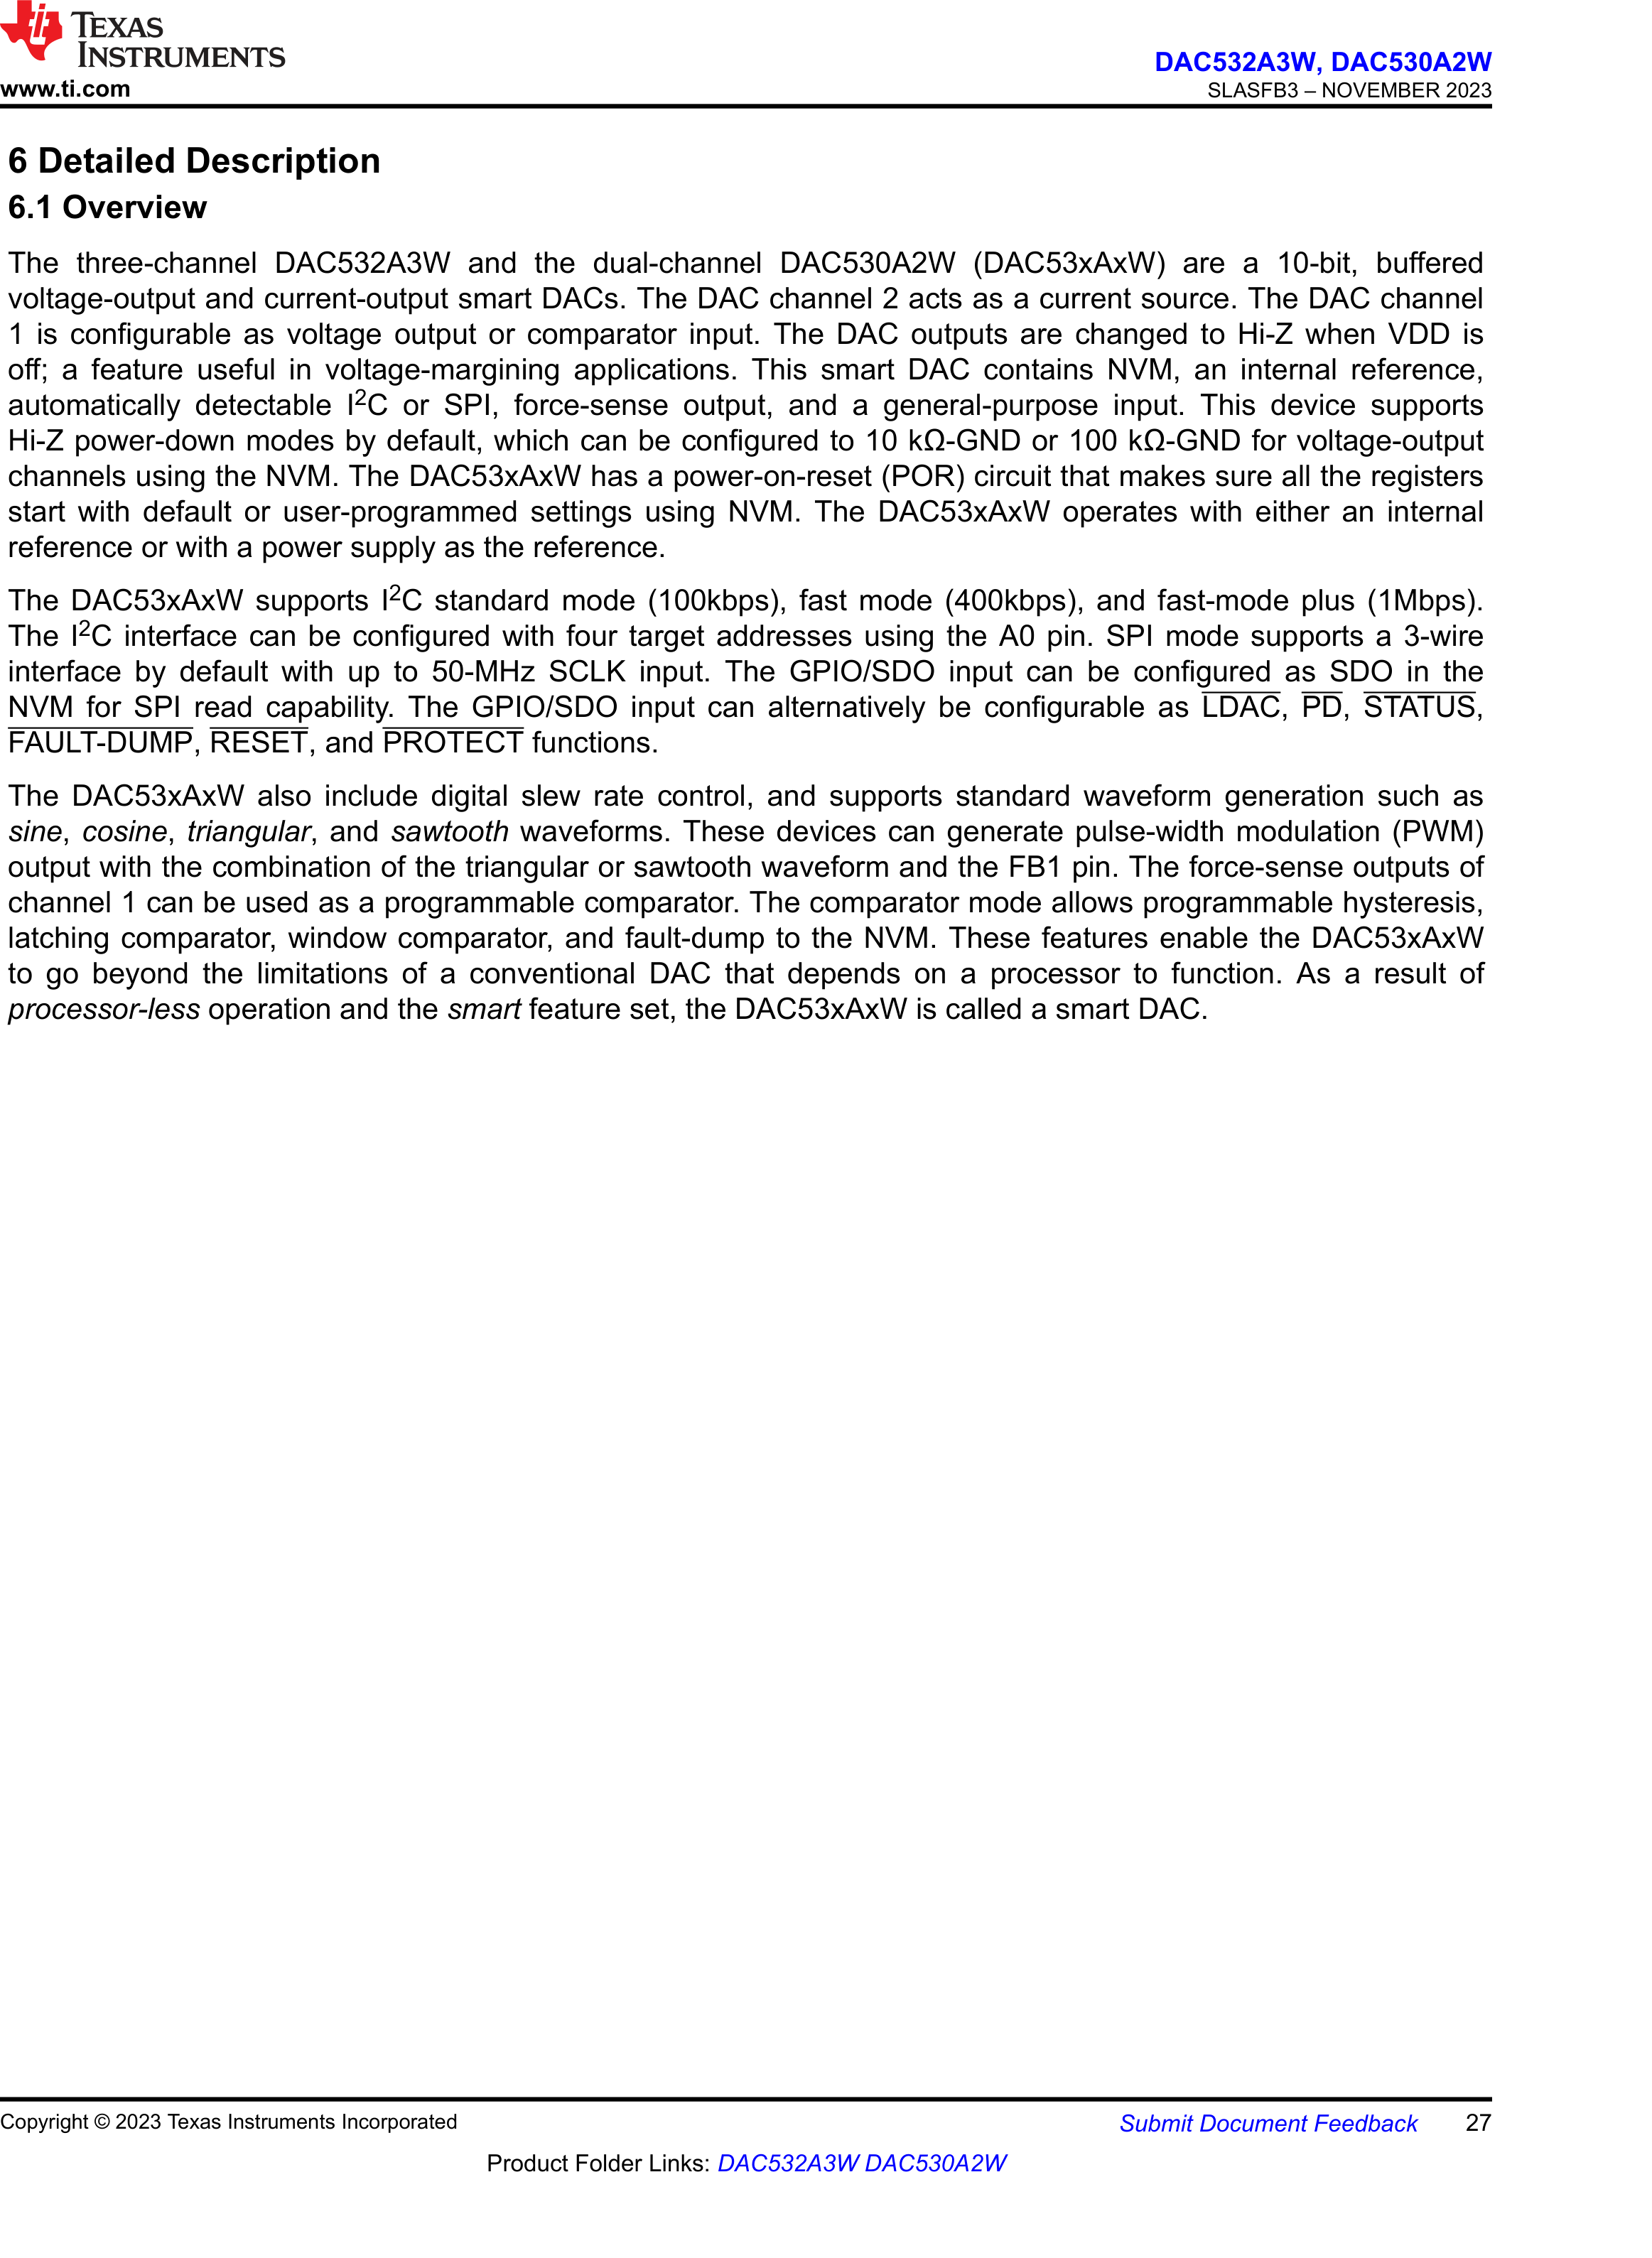 TEXAS
INSTRUMENTS
www.ti.com
DAC532A3W, DAC530A2W
SLASFB3 – NOVEMBER 2023
6 Detailed Description
6.1 Overview
The three-channel DAC532A3W and the dual-channel DAC530A2W (DAC53xAxW) are a 10-bit, buffered
voltage-output and current-output smart DACs. The DAC channel 2 acts as a current source. The DAC channel
1 is configurable as voltage output or comparator input. The DAC outputs are changed to Hi-Z when VDD is
off; a feature useful in voltage-margining applications. This smart DAC contains NVM, an internal reference,
automatically detectable I²C or SPI, force-sense output, and a general-purpose input. This device supports
Hi-Z power-down modes by default, which can be configured to 10 kΩ-GND or 100 kΩ-GND for voltage-output
channels using the NVM. The DAC53xAxW has a power-on-reset (POR) circuit that makes sure all the registers
start with default or user-programmed settings using NVM. The DAC53xAxW operates with either an internal
reference or with a power supply as the reference.
The DAC53xAxW supports I²C standard mode (100kbps), fast mode (400kbps), and fast-mode plus (1Mbps).
The I²C interface can be configured with four target addresses using the A0 pin. SPI mode supports a 3-wire
interface by default with up to 50-MHz SCLK input. The GPIO/SDO input can be configured as SDO in the
NVM for SPI read capability. The GPIO/SDO input can alternatively be configurable as LDAC, PD, STATUS,
FAULT-DUMP, RESET, and PROTECT functions.
The DAC53xAxW also include digital slew rate control, and supports standard waveform generation such as
sine, cosine, triangular, and sawtooth waveforms. These devices can generate pulse-width modulation (PWM)
output with the combination of the triangular or sawtooth waveform and the FB1 pin. The force-sense outputs of
channel 1 can be used as a programmable comparator. The comparator mode allows programmable hysteresis,
latching comparator, window comparator, and fault-dump to the NVM. These features enable the DAC53xAxW
to go beyond the limitations of a conventional DAC that depends on a processor to function. As a result of
processor-less operation and the smart feature set, the DAC53xAxW is called a smart DAC.
Copyright © 2023 Texas Instruments Incorporated
Submit Document Feedback 27
Product Folder Links: DAC532A3W DAC530A2W